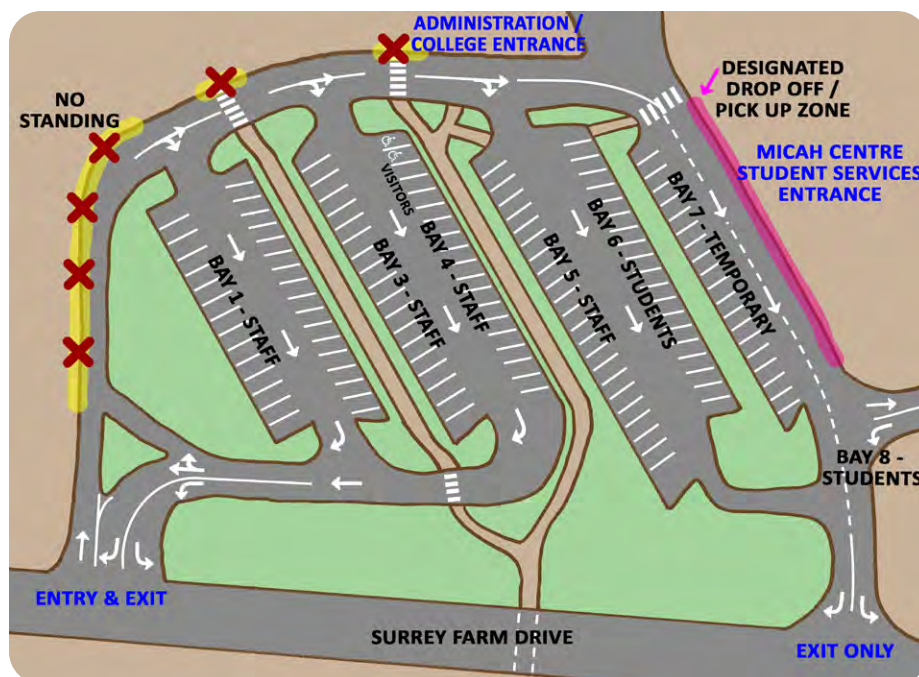 ADMINISTRATION /
COLLEGE ENTRANCE
DESIGNATED
DROP OFF /
PICK UP ZONE
NO
STANDING
MICAH CENTRE
STUDENT SERVICES
ENTRANCE
VISITORS
BAY 1 - STAFF
BAY 3 - STAFF
BAY 4 - STAFF
BAY 5 - STAFF
BAY 6 - STUDENTS
BAY 7 - TEMPORARY
BAY 8 -
STUDENTS
ENTRY & EXIT
SURREY FARM DRIVE
EXIT ONLY